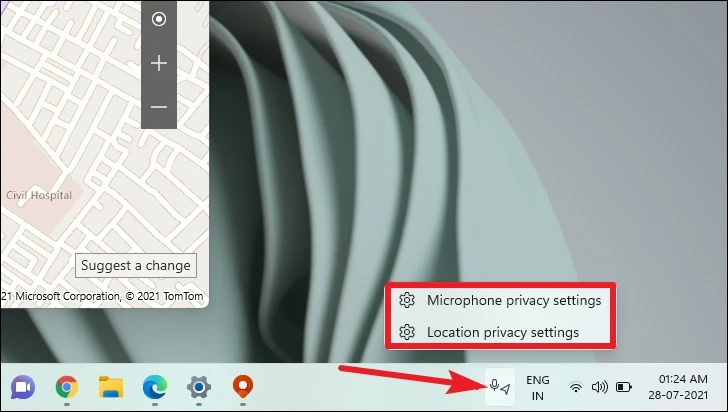 Civil Hospital
Suggest a change
21 Microsoft Corporation, © 2021 TomTom
Microphone privacy settings
Location privacy settings
ENG
IN
01:24 AM
28-07-2021